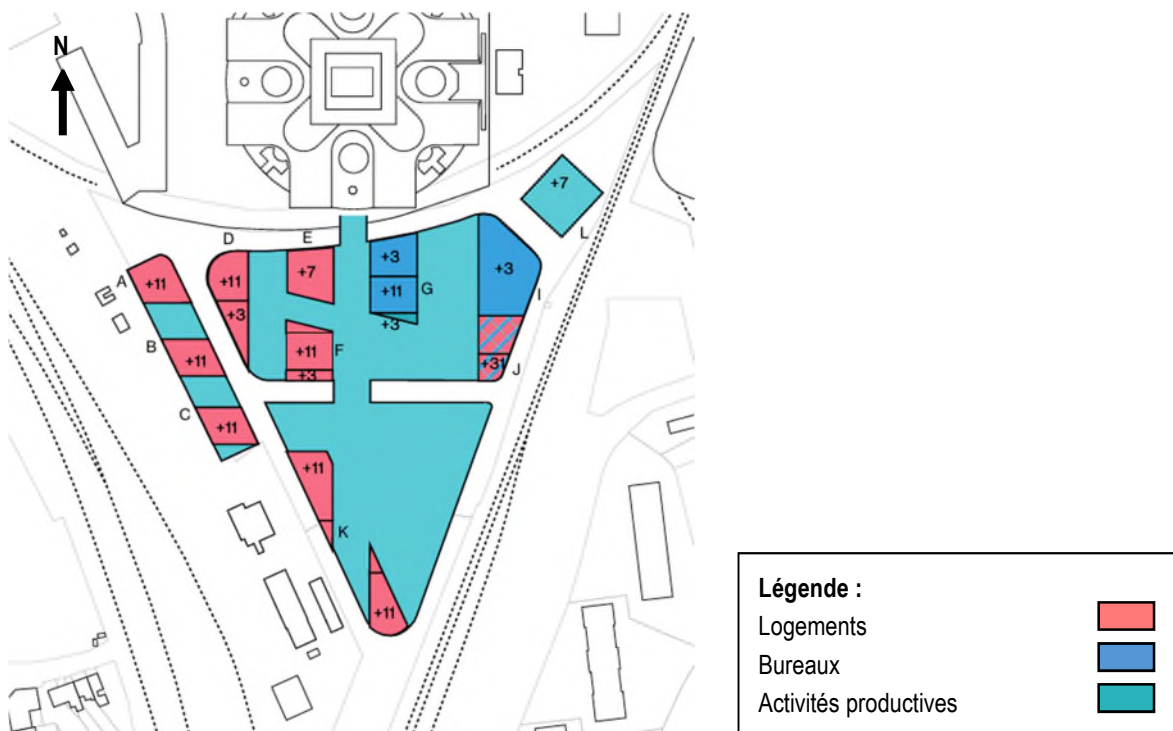 N
+7
L
D
E
A
+11
+11
+7
+3
+3
I
+11
G
+3
+3
B
+11
+11
F
+31
J
+3
C
+11
+11
K
+11
Légende :
Logements
Bureaux
Activités productives